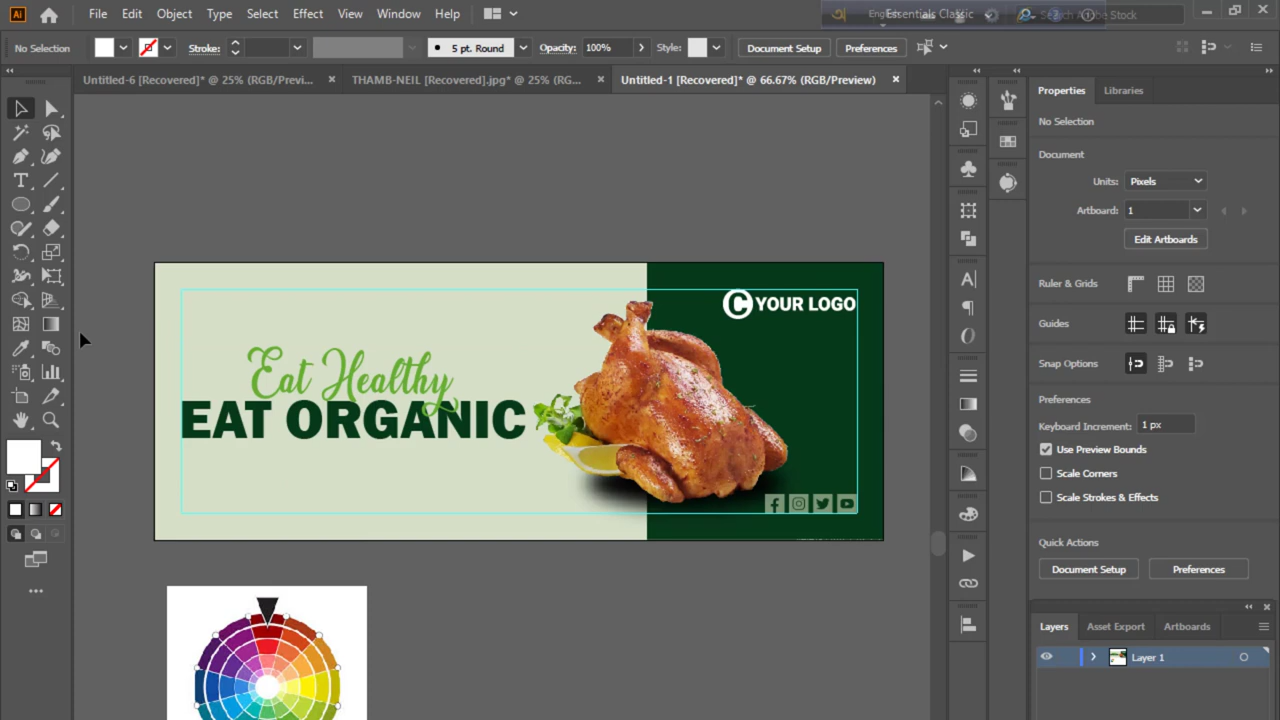 Ai File Edit Object Type Select Effect View Window Help Essentials Classic
No Selection Stroke: 5 pt. Round Opacity: 100% Style: Document Setup Preferences
Untitled-6 [Recovered]* @ 25% (RGB/Previ... THAMB-NEIL [Recovered].jpg* @ 25% (RG... Untitled-1 [Recovered]* @ 66.67% (RGB/Preview)
Properties Libraries
No Selection
Document
Units: Pixels
Artboard: 1
Edit Artboards
Ruler & Grids
Guides
Snap Options
Preferences
Keyboard Increment: 1 px
Use Preview Bounds
Scale Corners
Scale Strokes & Effects
Quick Actions
Document Setup Preferences
Layers Asset Export Artboards
Layer 1
C YOUR LOGO
Eat Healthy
EAT ORGANIC